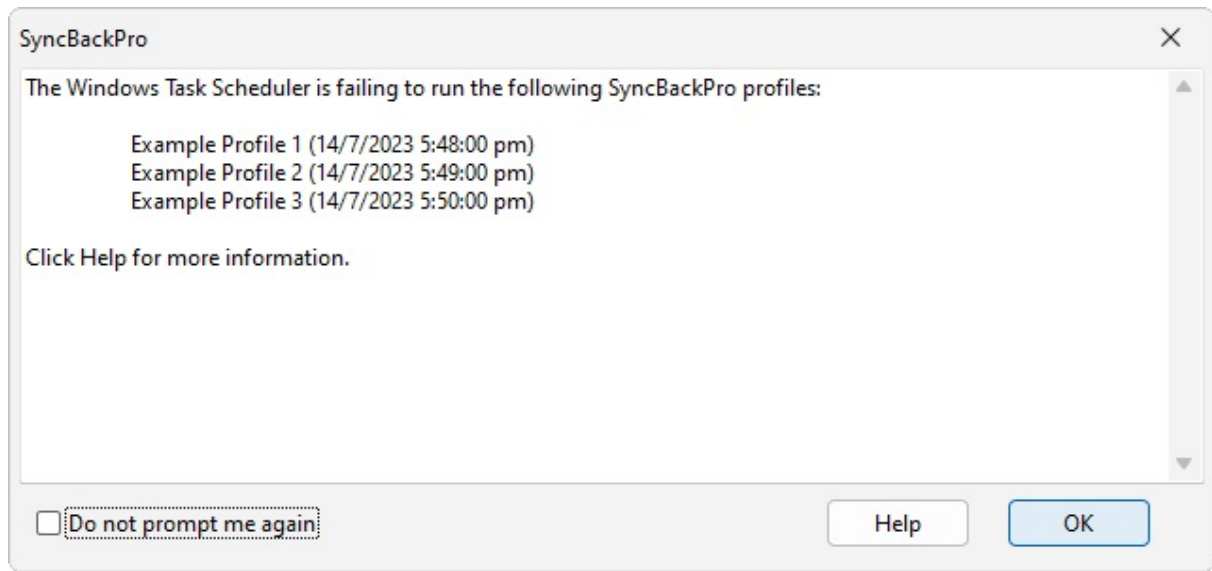 SyncBackPro
The Windows Task Scheduler is failing to run the following SyncBackPro profiles:
Example Profile 1 (14/7/2023 5:48:00 pm)
Example Profile 2 (14/7/2023 5:49:00 pm)
Example Profile 3 (14/7/2023 5:50:00 pm)
Click Help for more information.
Do not prompt me again
Help
OK